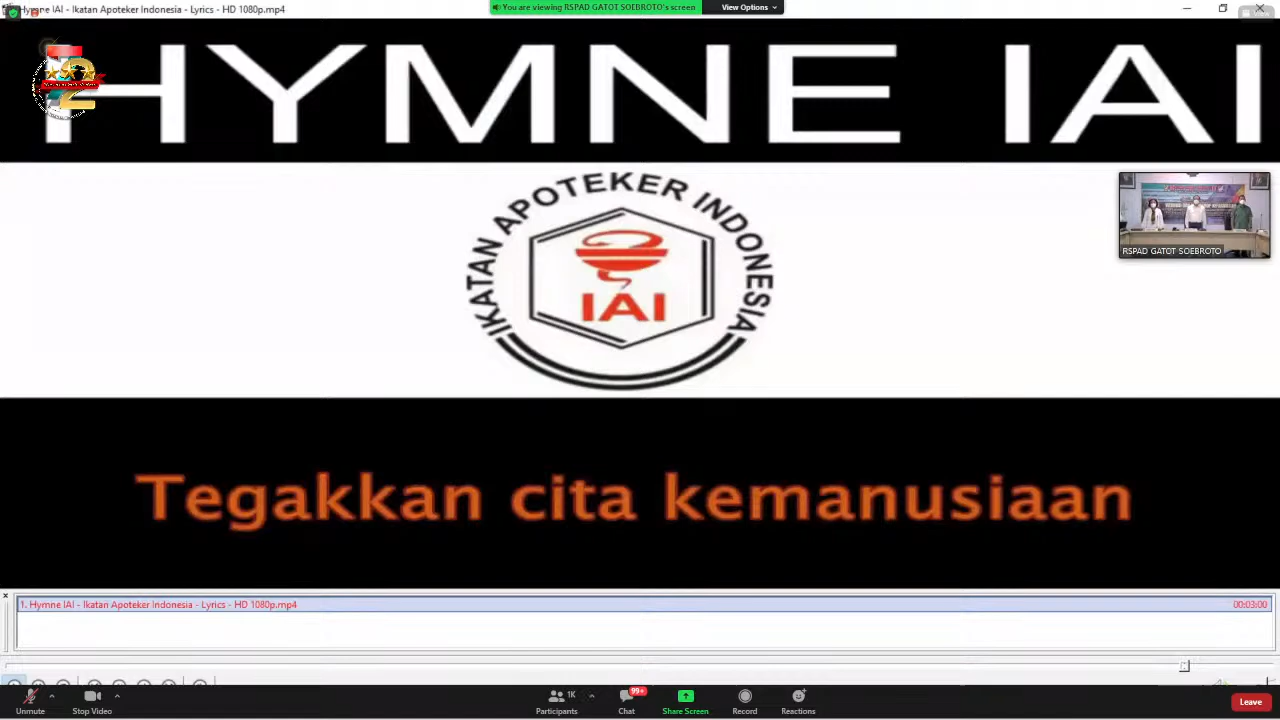 Hymne IAI - Ikatan Apoteker Indonesia - Lyrics - HD 1080p.mp4
You are viewing RSPAD GATOT SOEBROTO's screen
View Options
View
HYMNE IAI
2
IKATAN APOTEKER INDONESIA
IAI
RSPAD GATOT SOEBROTO
Tegakkan cita kemanusiaan
1. Hymne IAI - Ikatan Apoteker Indonesia - Lyrics - HD 1080p.mp4 00:03:00
1K
99+
Unmute
Stop Video
Participants
Chat
Share Screen
Record
Reactions
Leave